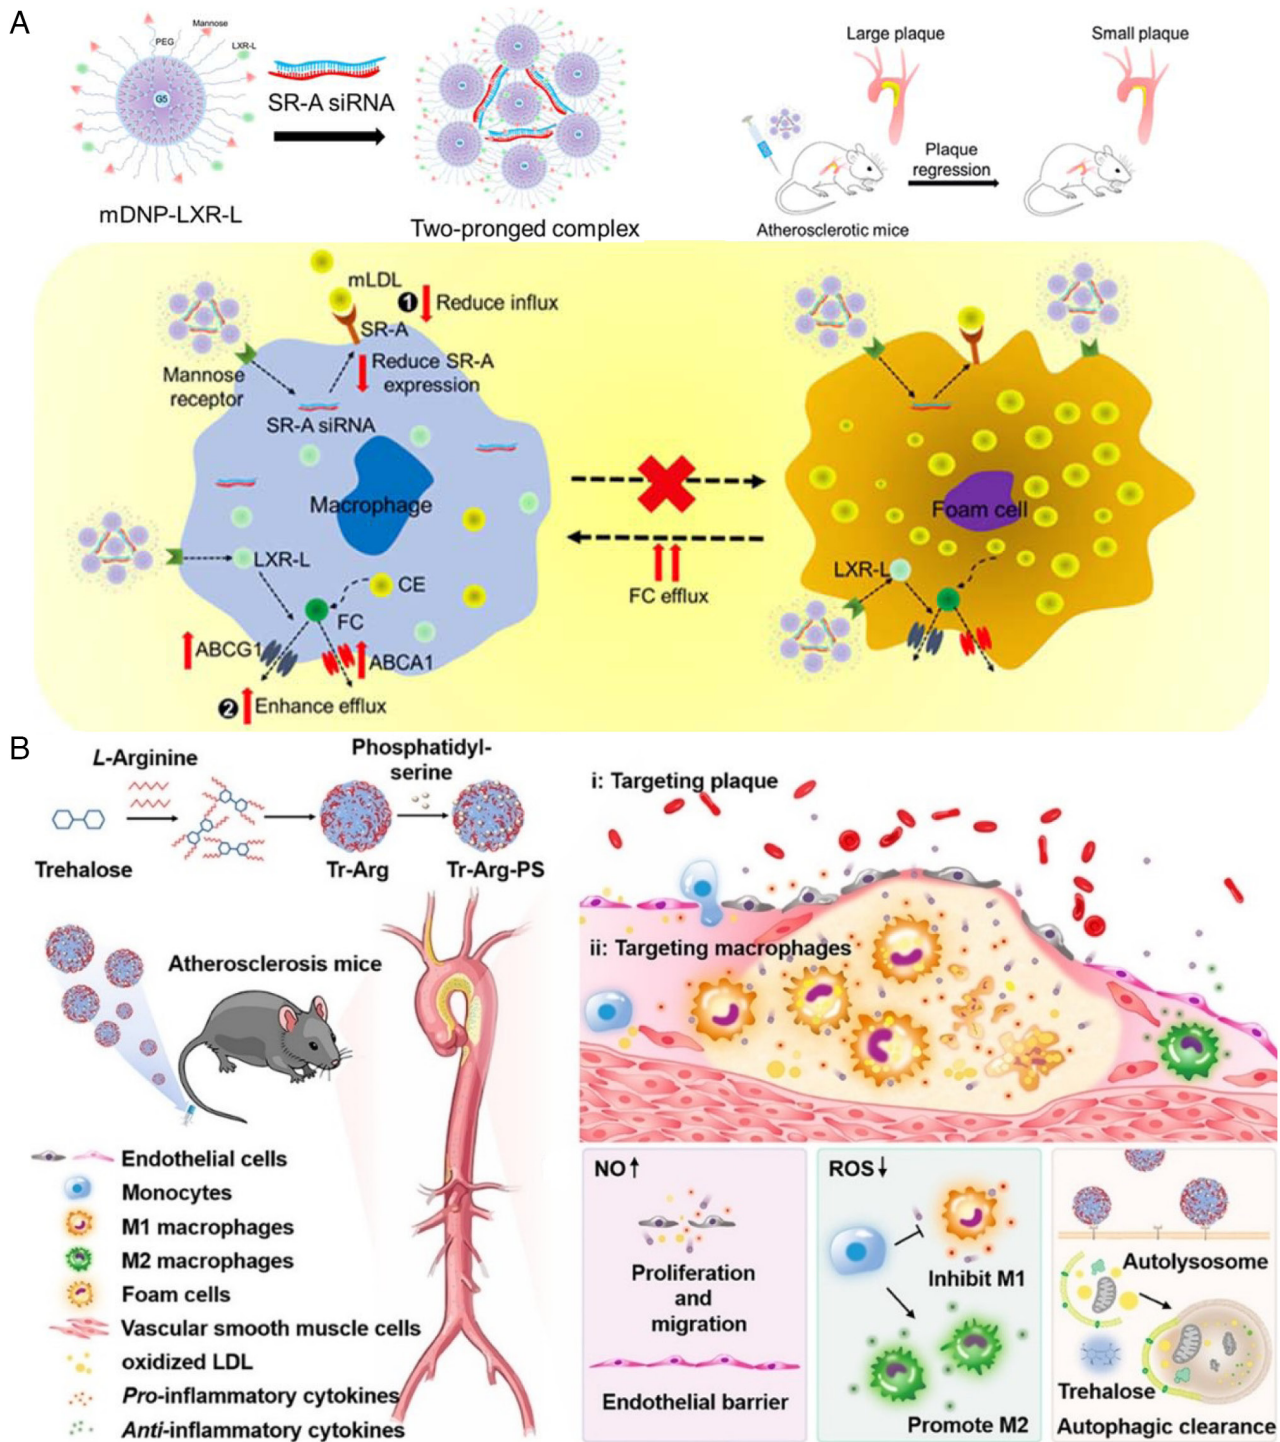 A
Mannose
PEG
LXR-L
G5
SR-A siRNA
mDNP-LXR-L
Two-pronged complex
Large plaque
Small plaque
Plaque
regression
Atherosclerotic mice
mLDL
1
Reduce influx
SR-A
Reduce SR-A
expression
Mannose
receptor
SR-A siRNA
Macrophage
LXR-L
CE
FC
ABCG1
ABCA1
2
Enhance efflux
FC efflux
Foam cell
LXR-L
B
L-Arginine
Phosphatidyl-
serine
Trehalose
Tr-Arg
Tr-Arg-PS
Atherosclerosis mice
Endothelial cells
Monocytes
M1 macrophages
M2 macrophages
Foam cells
Vascular smooth muscle cells
oxidized LDL
Pro-inflammatory cytokines
Anti-inflammatory cytokines
i: Targeting plaque
ii: Targeting macrophages
NO
Proliferation
and
migration
Endothelial barrier
ROS
Inhibit M1
Promote M2
Autolysosome
Trehalose
Autophagic clearance